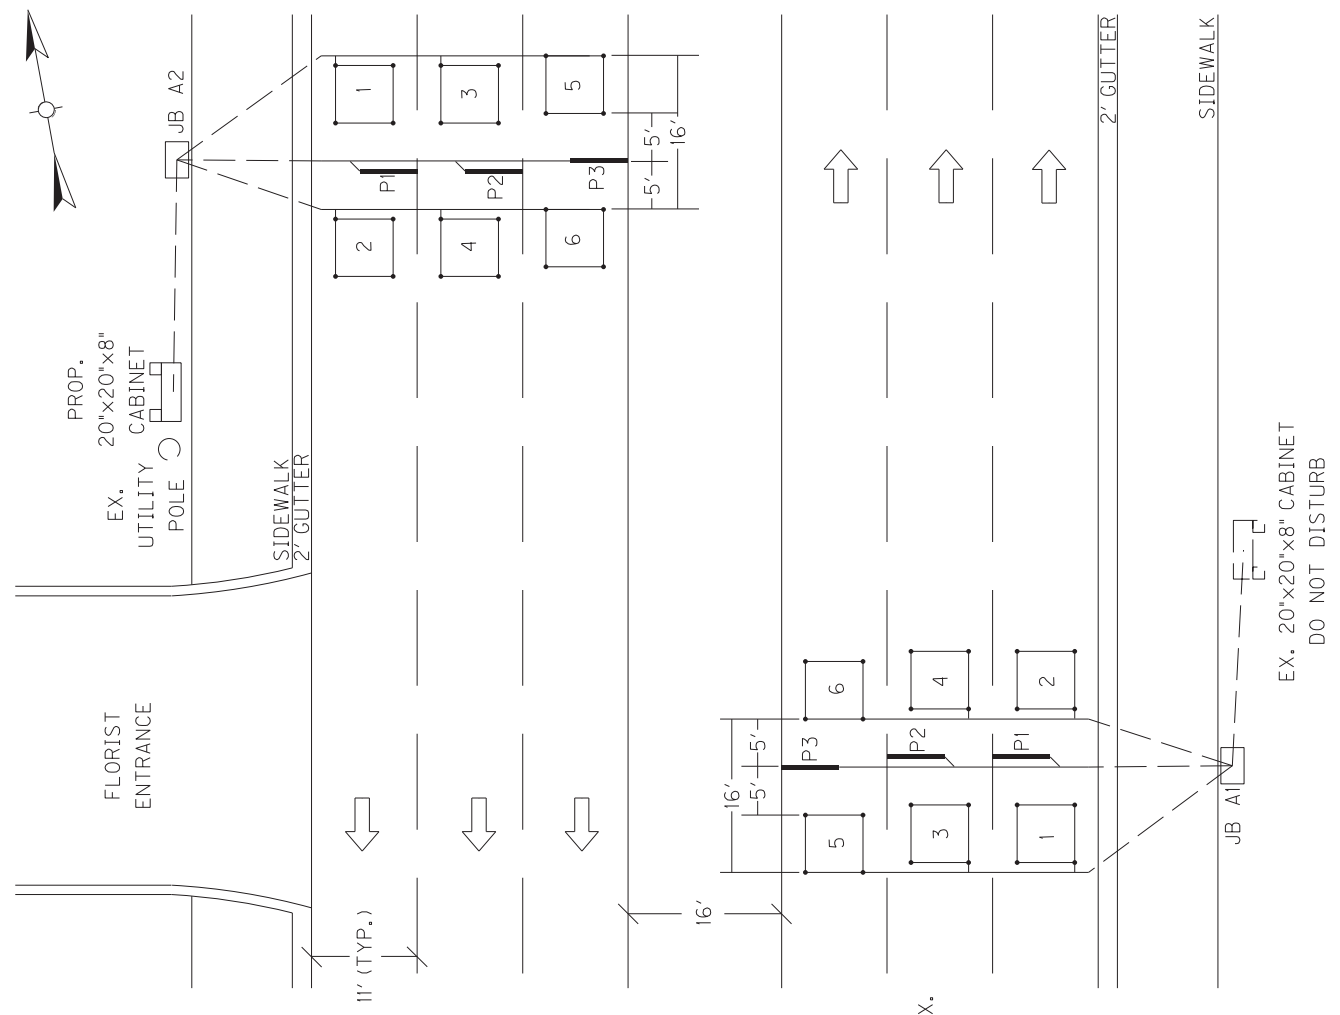 JB A2
1
3
5
5'
5'
16'
P1
P2
P3
2
4
6
PROP.
20"x20"x8"
CABINET
EX.
UTILITY
POLE
SIDEWALK
2' GUTTER
2' GUTTER
SIDEWALK
FLORIST
ENTRANCE
11' (TYP.)
16'
6
4
2
P3
P2
P1
5'
5'
16'
5
3
1
JB A1
EX. 20"x20"x8" CABINET
DO NOT DISTURB
X.